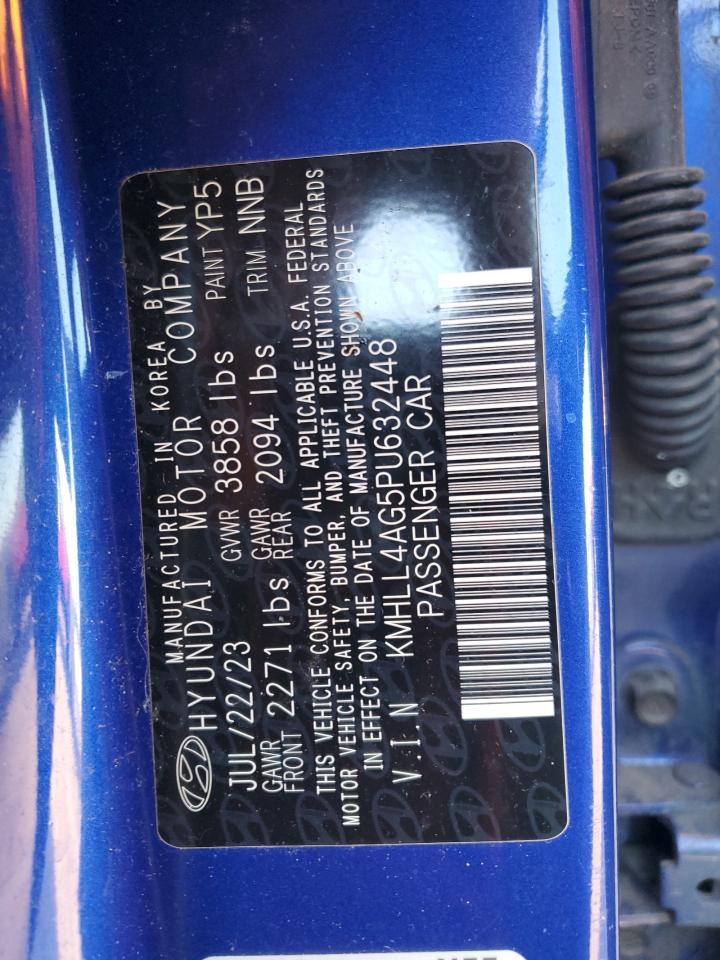 MANUFACTURED IN KOREA BY
HYUNDAI MOTOR COMPANY
JUL/22/23 GVWR 3858 lbs PAINT YP5
GAWR FRONT 2271 lbs GAWR REAR 2094 lbs TRIM NNB
THIS VEHICLE CONFORMS TO ALL APPLICABLE U.S.A. FEDERAL
MOTOR VEHICLE SAFETY, BUMPER, AND THEFT PREVENTION STANDARDS
IN EFFECT ON THE DATE OF MANUFACTURE SHOWN ABOVE
V.I.N KMHLL4AG5PU632448
PASSENGER CAR